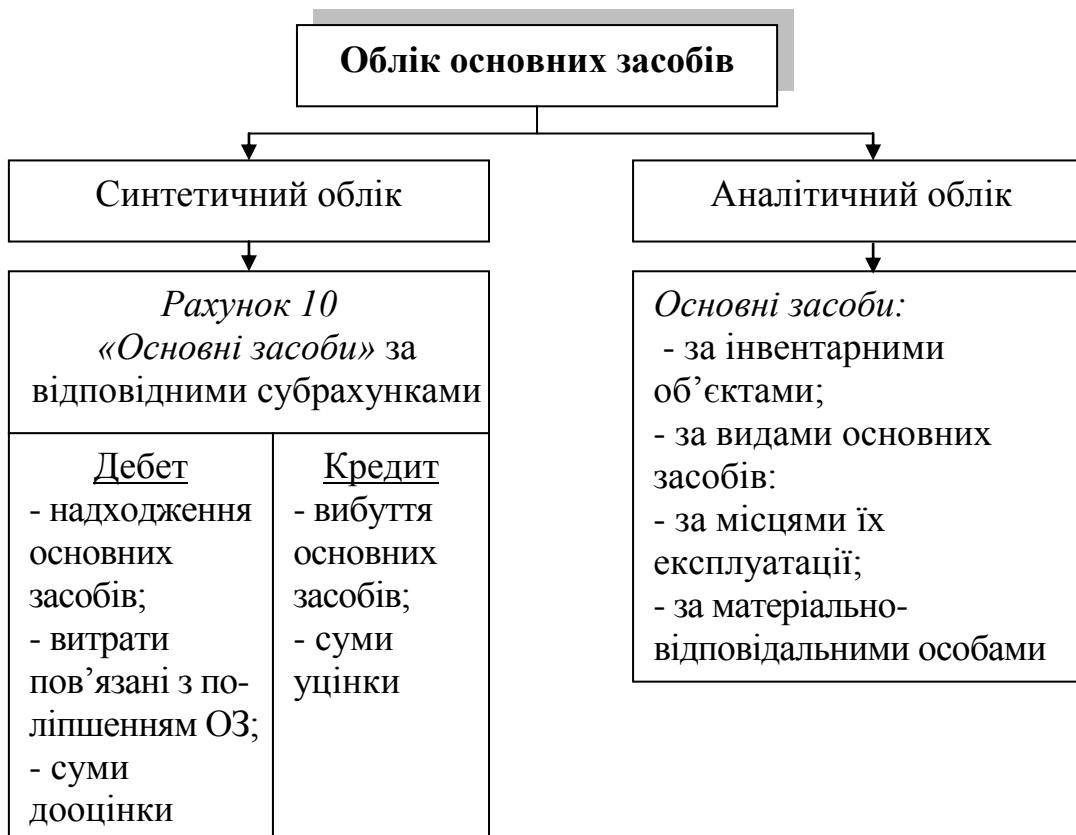 Облік основних засобів
Синтетичний облік
Рахунок 10
«Основні засоби» за
відповідними субрахунками
Дебет
- надходження
основних
засобів;
- витрати
пов’язані з по-
ліпшенням ОЗ;
- суми
дооцінки
Кредит
- вибуття
основних
засобів;
- суми
уцінки
Аналітичний облік
Основні засоби:
- за інвентарними
об’єктами;
- за видами основних
засобів:
- за місцями їх
експлуатації;
- за матеріально-
відповідальними особами